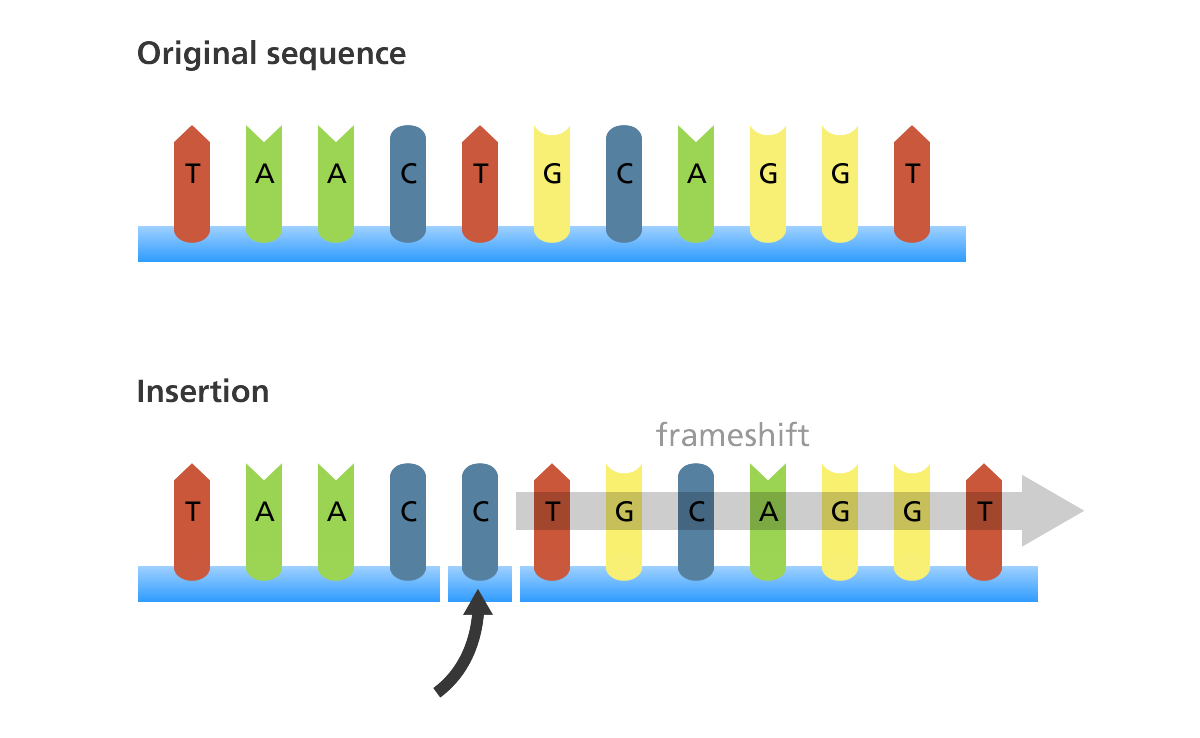 Original sequence
T A A C T G C A G G T
Insertion
frameshift
T A A C C T G C A G G T